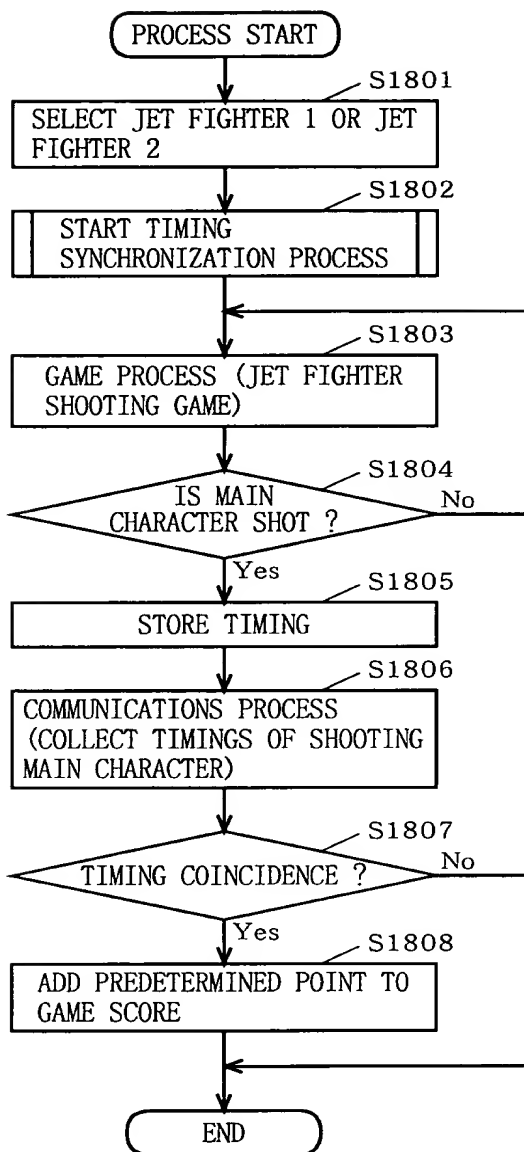 PROCESS START
S1801
SELECT JET FIGHTER 1 OR JET
FIGHTER 2
S1802
START TIMING
SYNCHRONIZATION PROCESS
S1803
GAME PROCESS (JET FIGHTER
SHOOTING GAME)
S1804
IS MAIN
CHARACTER SHOT ?
No
Yes
S1805
STORE TIMING
S1806
COMMUNICATIONS PROCESS
(COLLECT TIMINGS OF SHOOTING
MAIN CHARACTER)
S1807
TIMING COINCIDENCE ?
No
Yes
S1808
ADD PREDETERMINED POINT TO
GAME SCORE
END